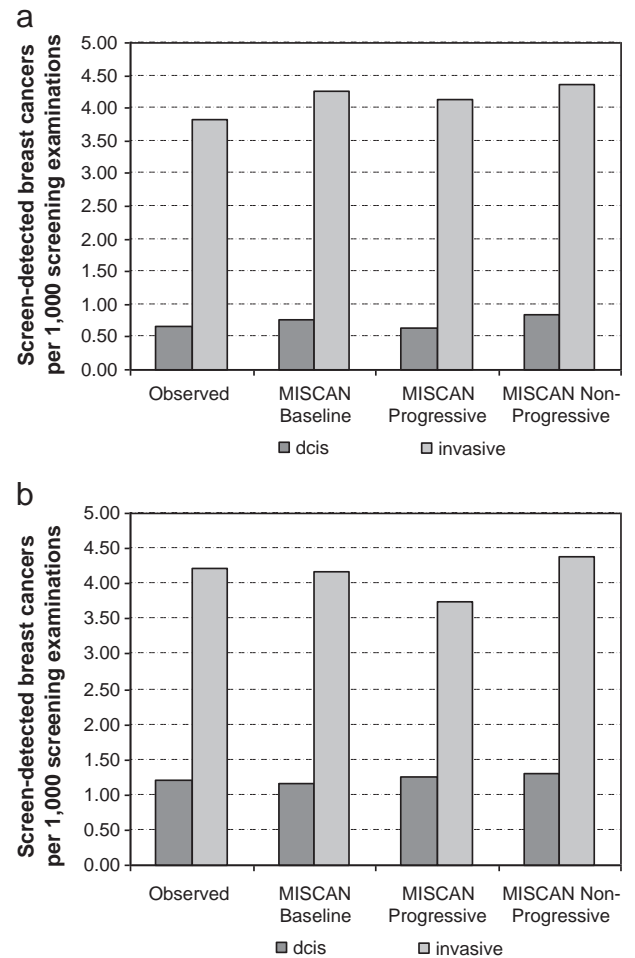 a
Screen-detected breast cancers
per 1,000 screening examinations
5.00
4.50
4.00
3.50
3.00
2.50
2.00
1.50
1.00
0.50
0.00
Observed
MISCAN
Baseline
MISCAN
Progressive
MISCAN Non-
Progressive
dcis
invasive
b
Screen-detected breast cancers
per 1,000 screening examinations
5.00
4.50
4.00
3.50
3.00
2.50
2.00
1.50
1.00
0.50
0.00
Observed
MISCAN
Baseline
MISCAN
Progressive
MISCAN Non-
Progressive
dcis
invasive